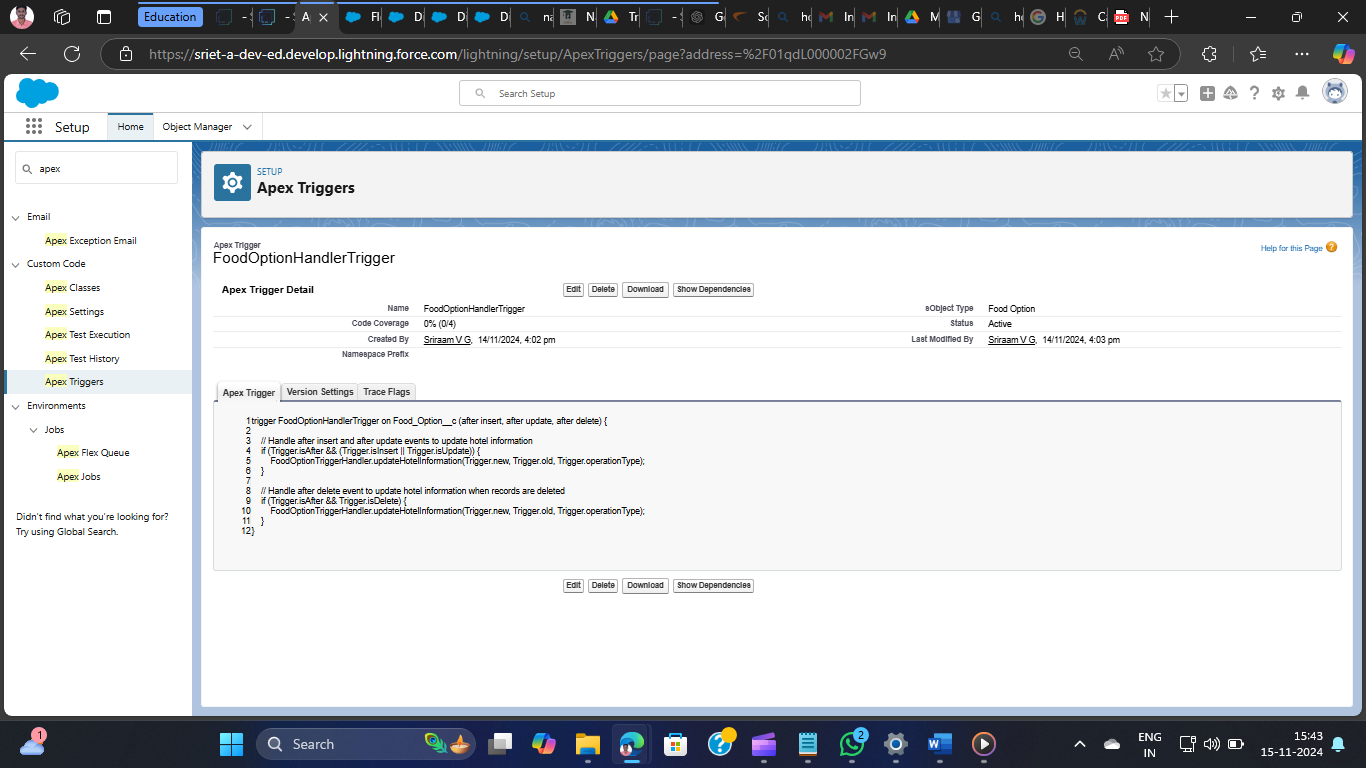 Education
https://sriet-a-dev-ed.develop.lightning.force.com/lightning/setup/ApexTriggers/page?address=%2F01qdL000002FGw9
Search Setup
Setup
Home
Object Manager
apex
Email
Apex Exception Email
Custom Code
Apex Classes
Apex Settings
Apex Test Execution
Apex Test History
Apex Triggers
Environments
Jobs
Apex Flex Queue
Apex Jobs
Didn't find what you're looking for?
Try using Global Search.
SETUP
Apex Triggers
Apex Trigger
FoodOptionHandlerTrigger
Help for this Page
Apex Trigger Detail
Edit Delete Download Show Dependencies
Name FoodOptionHandlerTrigger sObject Type Food Option
Code Coverage 0% (0/4) Status Active
Created By Sriraam V G, 14/11/2024, 4:02 pm Last Modified By Sriraam V G, 14/11/2024, 4:03 pm
Namespace Prefix
Apex Trigger Version Settings Trace Flags
1 trigger FoodOptionHandlerTrigger on Food_Option__c (after insert, after update, after delete) {
2
3 // Handle after insert and after update events to update hotel information
4 if (Trigger.isAfter && (Trigger.isInsert || Trigger.isUpdate)) {
5 FoodOptionTriggerHandler.updateHotelInformation(Trigger.new, Trigger.old, Trigger.operationType);
6 }
7
8 // Handle after delete event to update hotel information when records are deleted
9 if (Trigger.isAfter && Trigger.isDelete) {
10 FoodOptionTriggerHandler.updateHotelInformation(Trigger.new, Trigger.old, Trigger.operationType);
11 }
12 }
Edit Delete Download Show Dependencies
1
Search
2
ENG
IN
15:43
15-11-2024